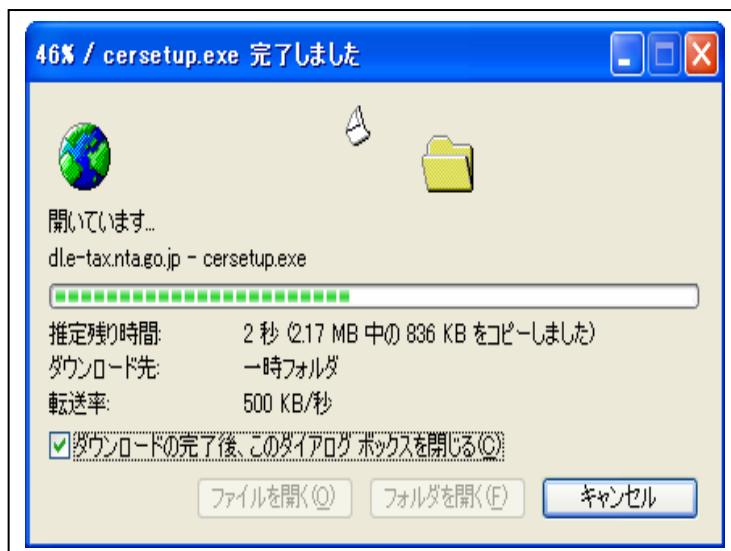 46% / cersetup.exe 完了しました
開いています...
dl.e-tax.nta.go.jp - cersetup.exe
推定残り時間: 2 秒 (2.17 MB 中の 836 KB をコピーしました)
ダウンロード先: 一時フォルダ
転送率: 500 KB/秒
ダウンロードの完了後、このダイアログ ボックスを閉じる(C)
ファイルを開く(O) フォルダを開く(F) キャンセル